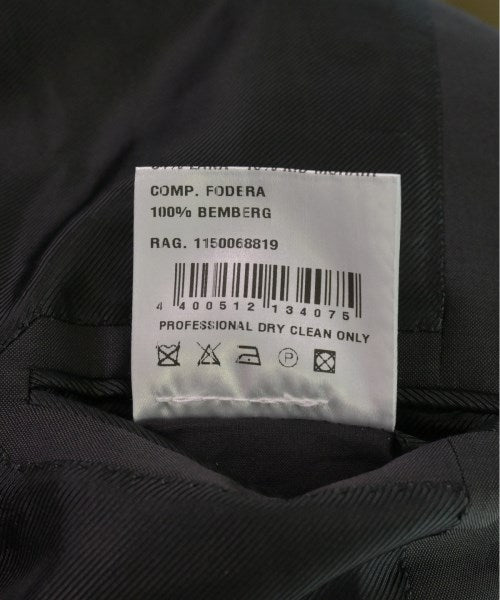 COMP. FODERA
100% BEMBERG
RAG. 1150068819
4 400512 134075
PROFESSIONAL DRY CLEAN ONLY
P